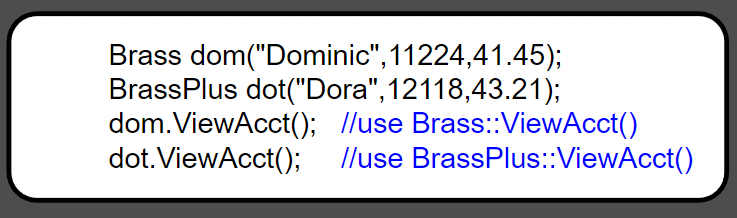 Brass dom("Dominic",11224,41.45);
BrassPlus dot("Dora",12118,43.21);
dom.ViewAcct();   //use Brass::ViewAcct()
dot.ViewAcct();   //use BrassPlus::ViewAcct()